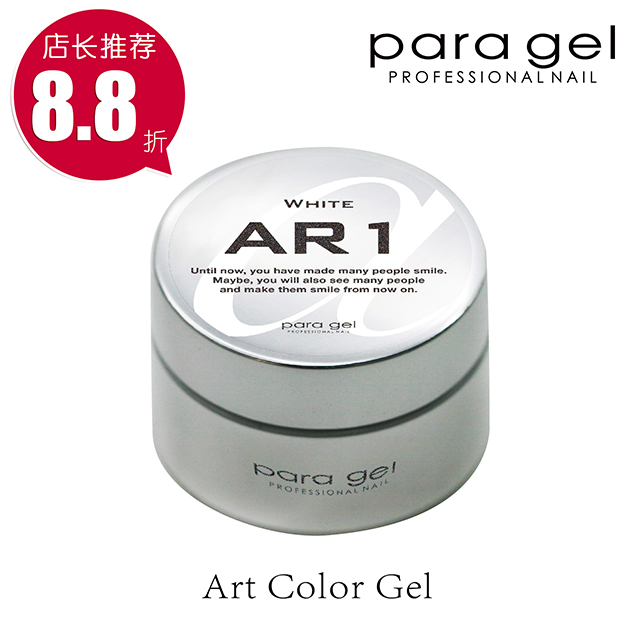 店长推荐
8.8折
para gel
PROFESSIONAL NAIL
WHITE
AR 1
Until now, you have made many people smile.
Maybe, you will also see many people
and make them smile from now on.
para gel
PROFESSIONAL NAIL
para gel
PROFESSIONAL NAIL
Art Color Gel